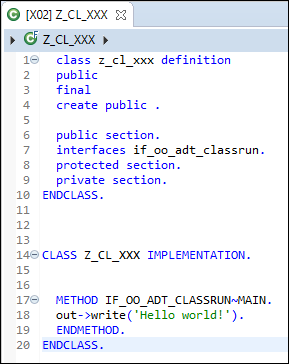 [X02] Z_CL_XXX
Z_CL_XXX
1 class z_cl_xxx definition
2 public
3 final
4 create public .
5
6 public section.
7 interfaces if_oo_adt_classrun.
8 protected section.
9 private section.
10 ENDCLASS.
11
12
13
14 CLASS Z_CL_XXX IMPLEMENTATION.
15
16
17 METHOD IF_OO_ADT_CLASSRUN~MAIN.
18 out->write('Hello world!').
19 ENDMETHOD.
20 ENDCLASS.